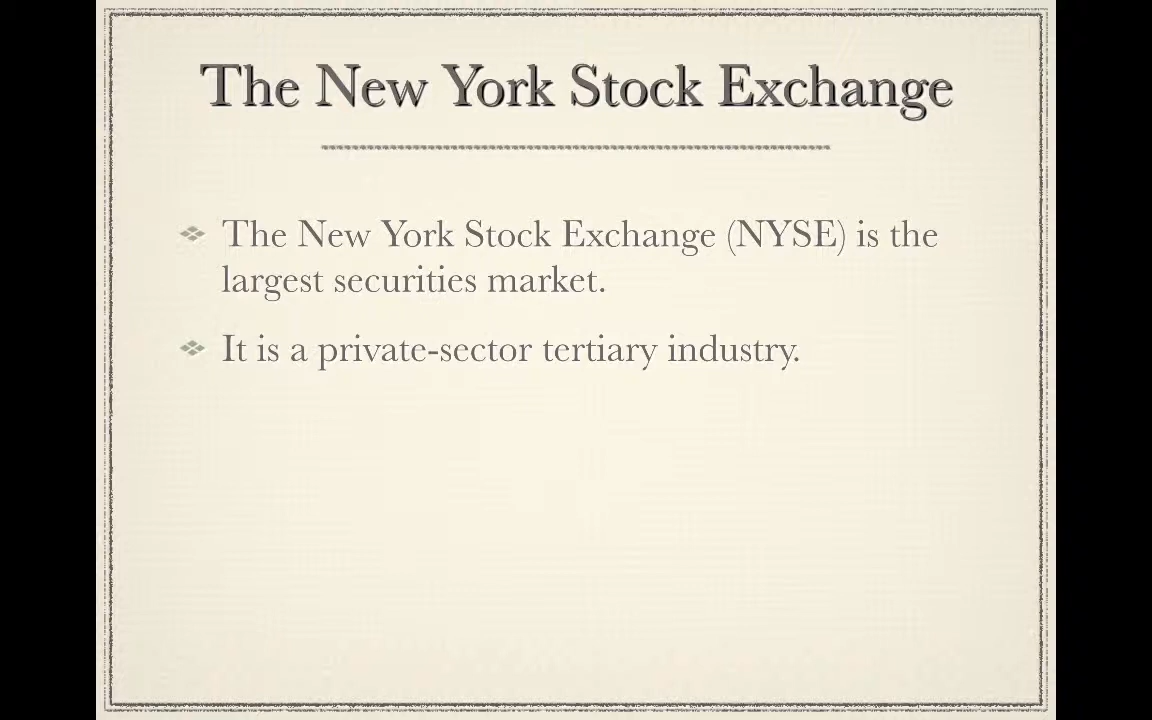 The New York Stock Exchange
The New York Stock Exchange (NYSE) is the
largest securities market.
It is a private-sector tertiary industry.